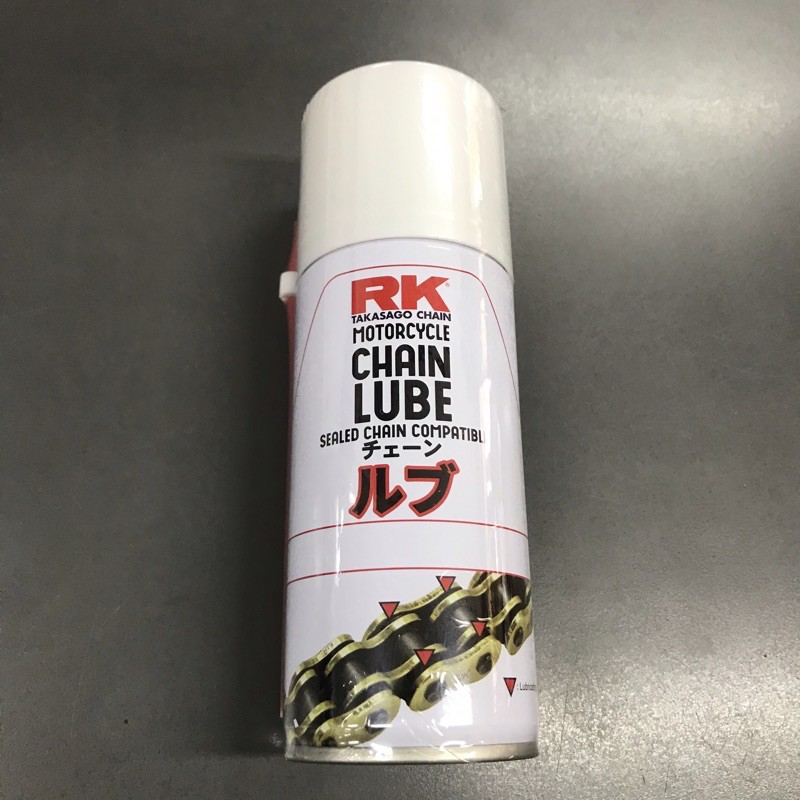 RK®
TAKASAGO CHAIN
MOTORCYCLE
CHAIN
LUBE
SEALED CHAIN COMPATIBL
チェーン
ルブ